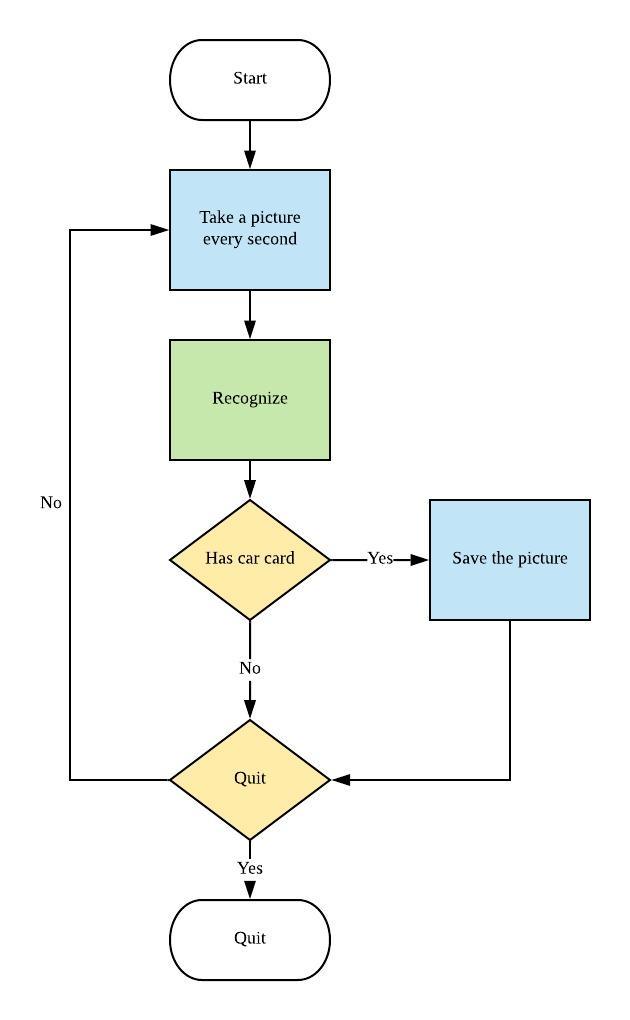 Start
Take a picture
every second
Recognize
No
Has car card
Yes
Save the picture
No
Quit
Yes
Quit